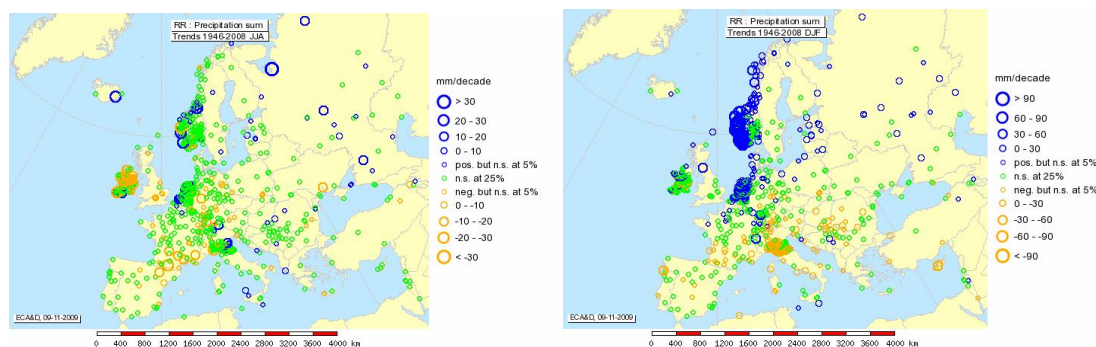 RR : Precipitation sum
Trends 1946-2008 JJA
mm/decade
> 30
20 - 30
10 - 20
0 - 10
pos. but n.s. at 5%
n.s. at 25%
neg. but n.s. at 5%
0 - -10
-10 - -20
-20 - -30
< -30
ECA&D, 09-11-2009
0 400 800 1200 1600 2000 2400 2800 3200 3600 4000 km
RR : Precipitation sum
Trends 1946-2008 DJF
mm/decade
> 90
60 - 90
30 - 60
0 - 30
pos. but n.s. at 5%
n.s. at 25%
neg. but n.s. at 5%
0 - -30
-30 - -60
-60 - -90
< -90
ECA&D, 09-11-2009
0 400 800 1200 1600 2000 2400 2800 3200 3600 4000 km